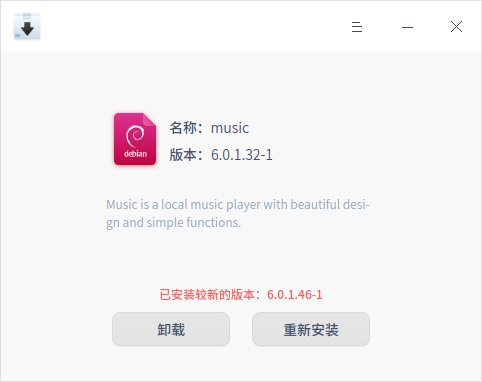 debian
名称：music
版本：6.0.1.32-1
Music is a local music player with beautiful desi-
gn and simple functions.
已安装较新的版本：6.0.1.46-1
卸载
重新安装